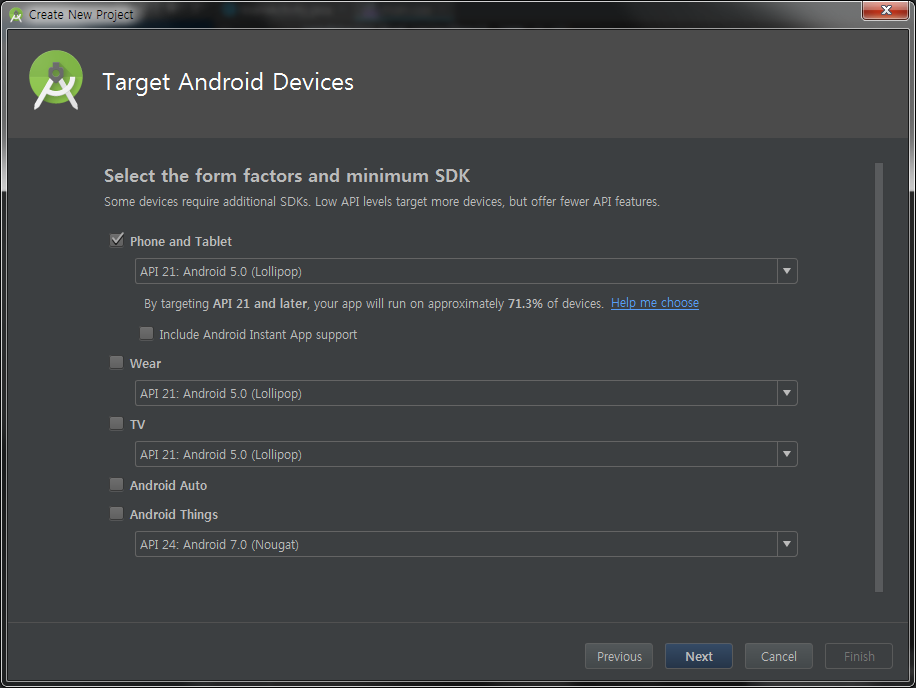 Create New Project
Target Android Devices
Select the form factors and minimum SDK
Some devices require additional SDKs. Low API levels target more devices, but offer fewer API features.
Phone and Tablet
API 21: Android 5.0 (Lollipop)
By targeting API 21 and later, your app will run on approximately 71.3% of devices. Help me choose
Include Android Instant App support
Wear
API 21: Android 5.0 (Lollipop)
TV
API 21: Android 5.0 (Lollipop)
Android Auto
Android Things
API 24: Android 7.0 (Nougat)
Previous Next Cancel Finish